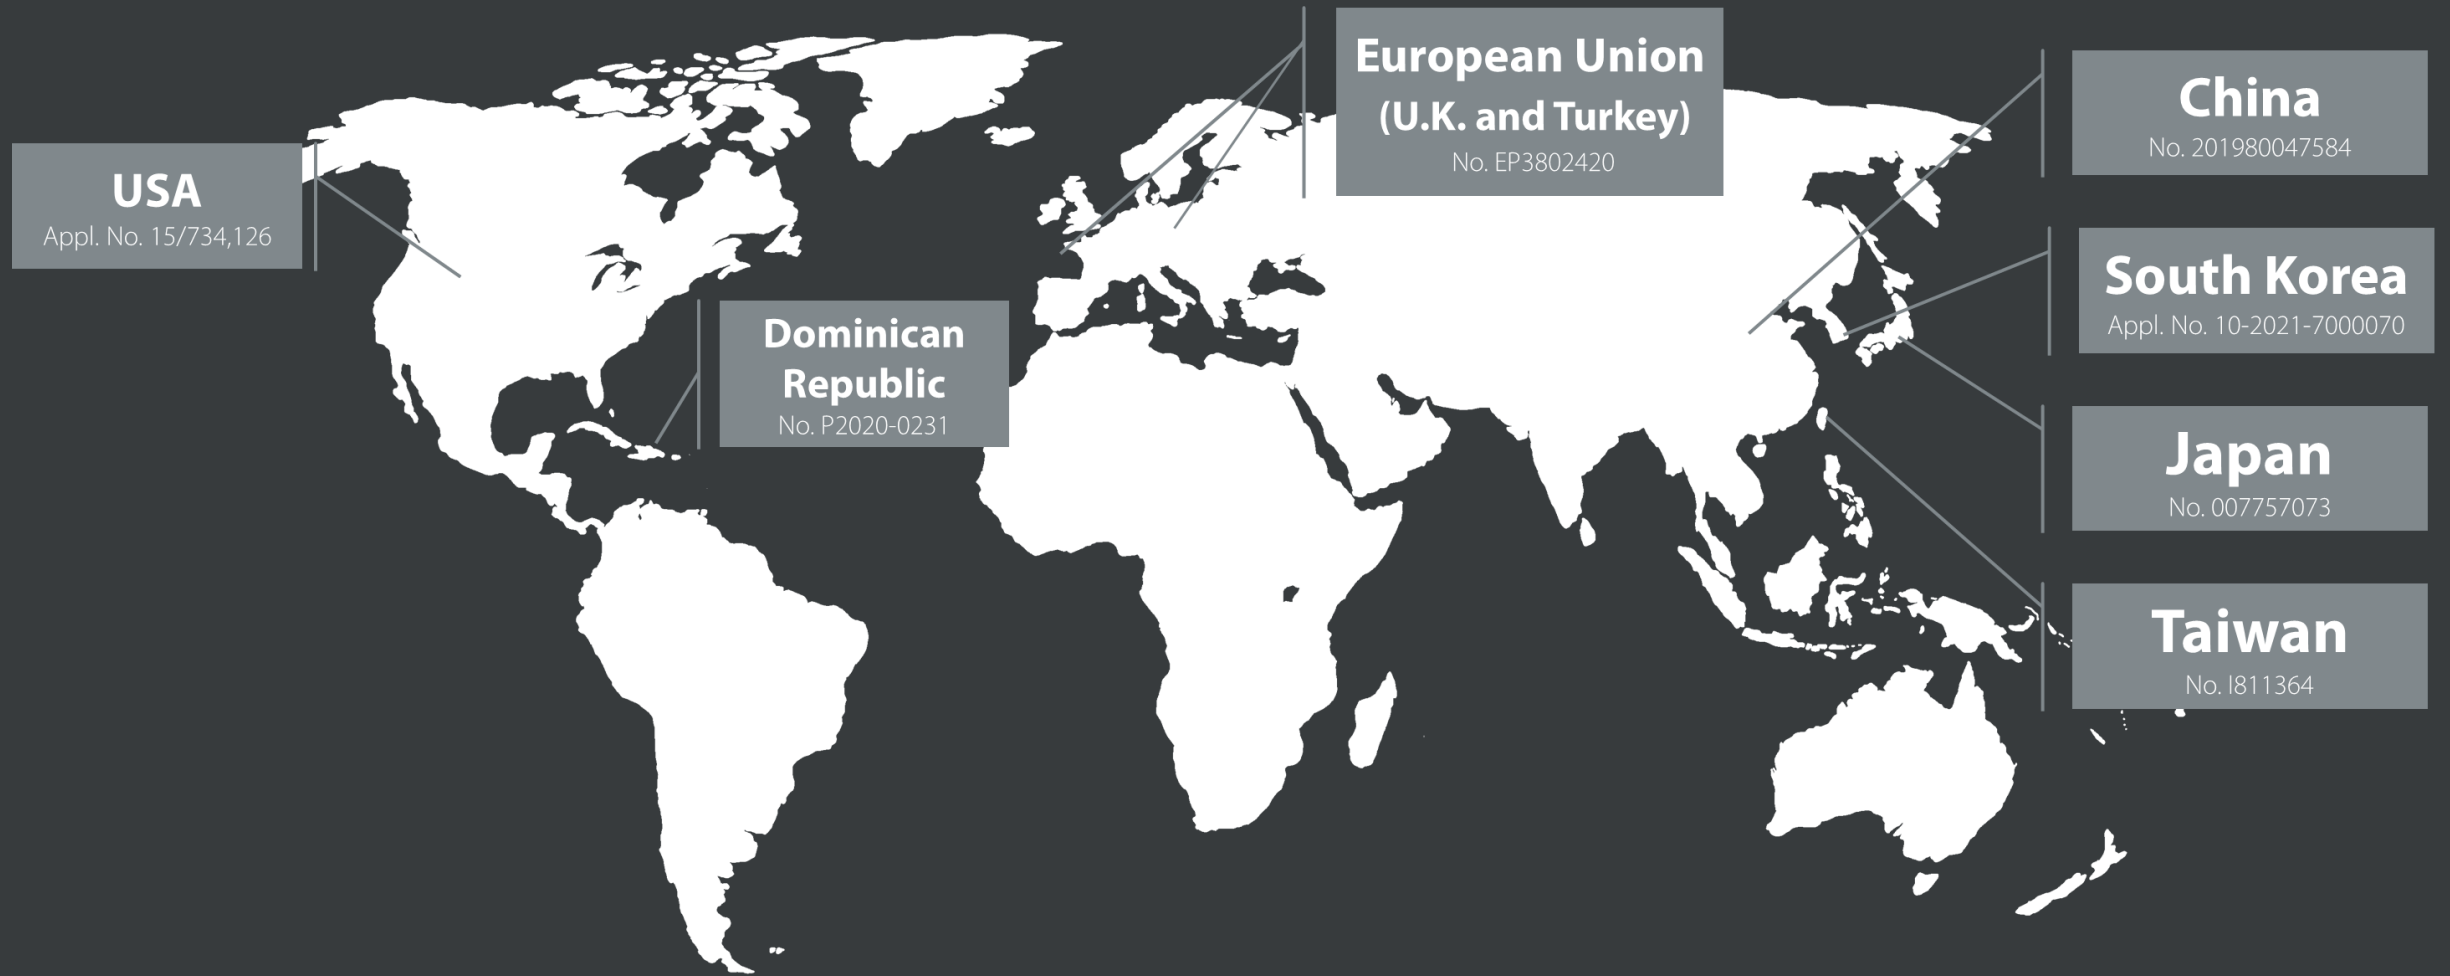 USA
Appl. No. 15/734,126
Dominican
Republic
No. P2020-0231
European Union
(U.K. and Turkey)
No. EP3802420
China
No. 201980047584
South Korea
Appl. No. 10-2021-7000070
Japan
No. 007757073
Taiwan
No. I811364